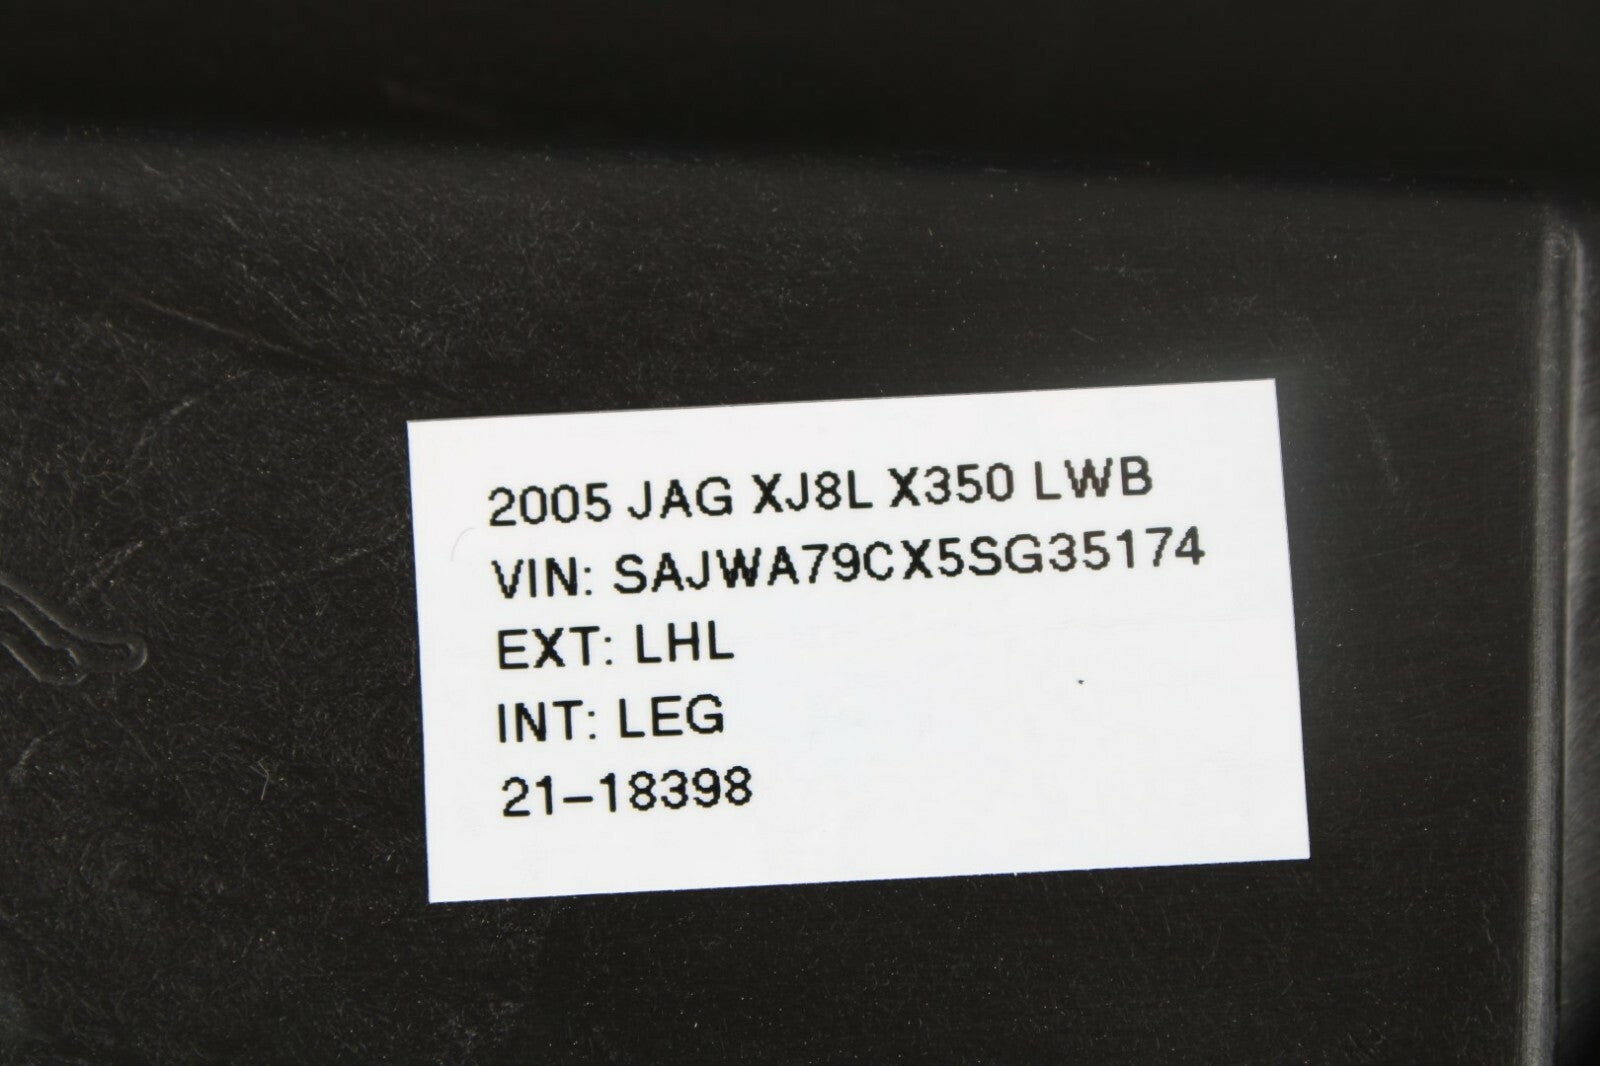 2005 JAG XJ8L X350 LWB
VIN: SAJWA79CX5SG35174
EXT: LHL
INT: LEG
21-18398